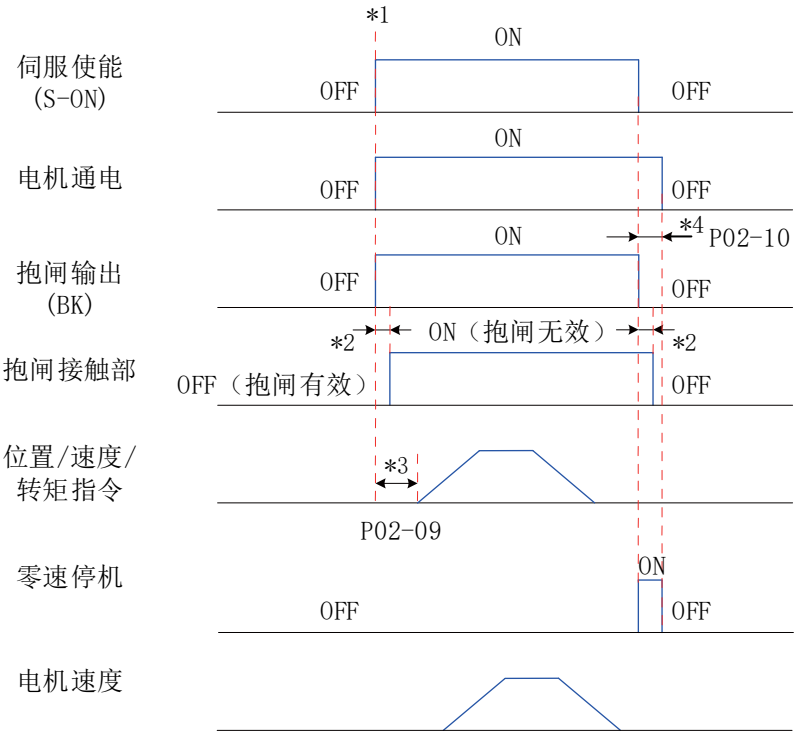 *1
ON
伺服使能
(S-ON)
OFF
OFF
ON
电机通电
OFF
OFF
*4
P02-10
ON
抱闸输出
(BK)
OFF
OFF
*2
ON（抱闸无效）
*2
抱闸接触部
OFF（抱闸有效）
OFF
位置/速度/
转矩指令
*3
P02-09
零速停机
ON
OFF
OFF
电机速度